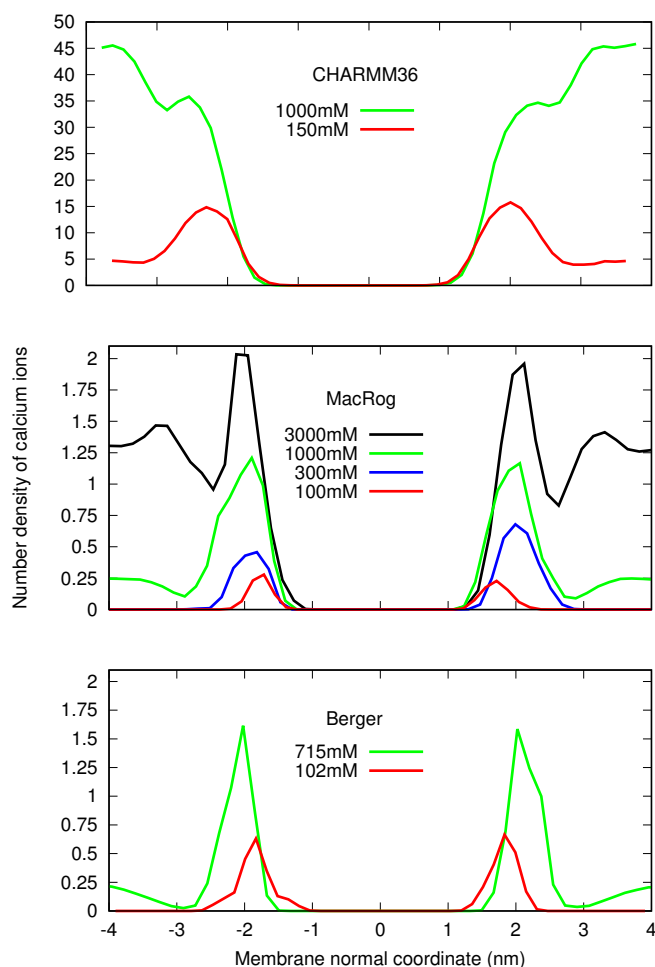 50
45
40
35
30
25
20
15
10
5
0
CHARMM36
1000mM
150mM
Number density of calcium ions
2
1.75
1.5
1.25
1
0.75
0.5
0.25
0
MacRog
3000mM
1000mM
300mM
100mM
2
1.75
1.5
1.25
1
0.75
0.5
0.25
0
Berger
715mM
102mM
-4 -3 -2 -1 0 1 2 3 4
Membrane normal coordinate (nm)